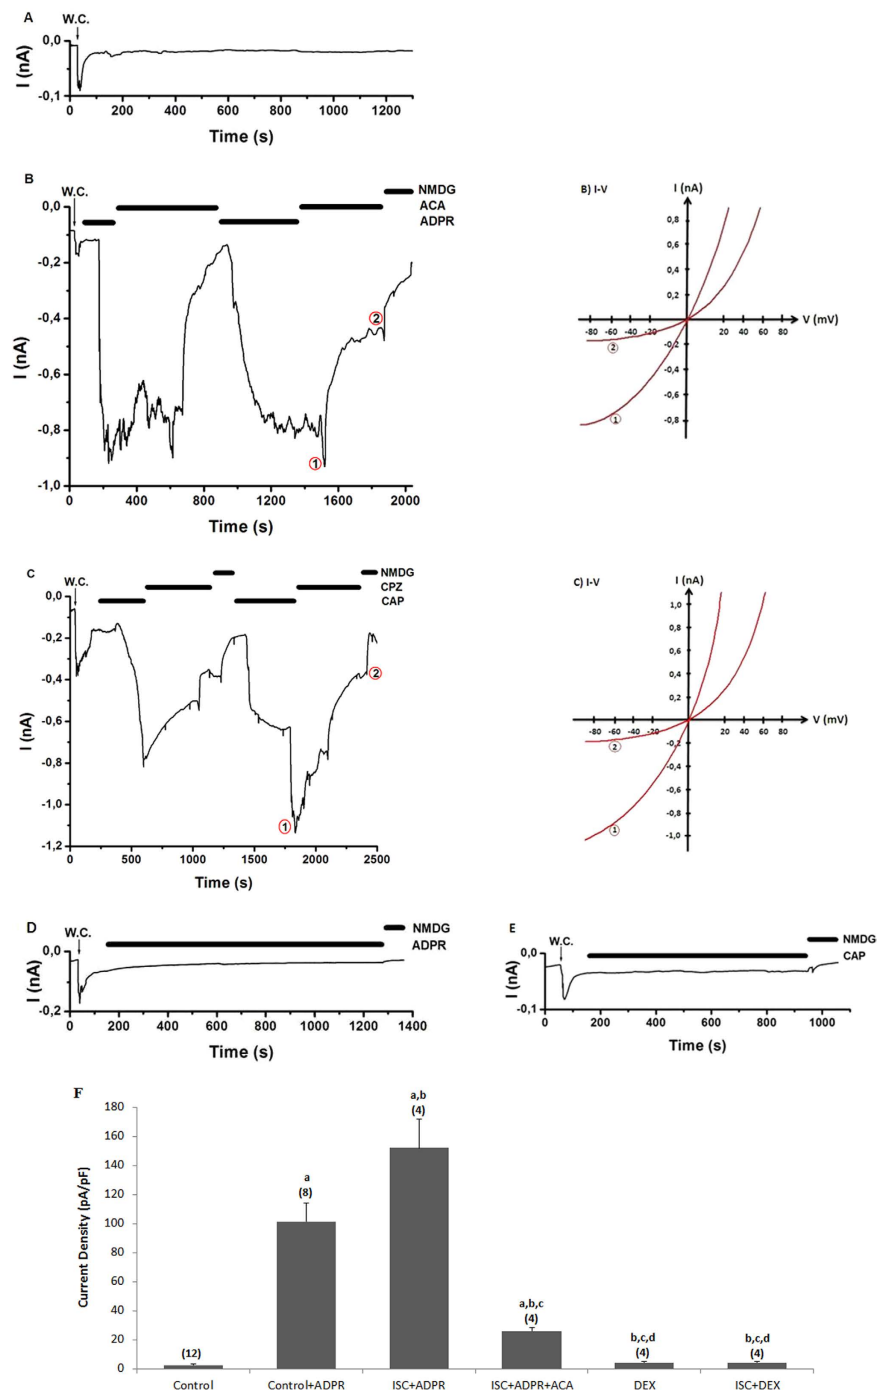 A
W.C.
0,0
-0,1
I (nA)
0 200 400 600 800 1000 1200
Time (s)
B
W.C.
NMDG
ACA
ADPR
0,0
-0,2
-0,4
-0,6
-0,8
-1,0
I (nA)
2
1
0 400 800 1200 1600 2000
Time (s)
B) I-V
I (nA)
0,8
0,6
0,4
0,2
-80 -60 -40 -20 20 40 60 80
V (mV)
-0,2
-0,4
-0,6
-0,8
2
1
C
W.C.
NMDG
CPZ
CAP
0,0
-0,2
-0,4
-0,6
-0,8
-1,0
-1,2
I (nA)
2
1
0 500 1000 1500 2000 2500
Time (s)
C) I-V
I (nA)
1,0
0,8
0,6
0,4
0,2
-80 -60 -40 -20 20 40 60 80
V (mV)
-0,2
-0,4
-0,6
-0,8
-1,0
2
1
D
W.C.
NMDG
ADPR
0,0
-0,2
I (nA)
0 200 400 600 800 1000 1200 1400
Time (s)
E
W.C.
NMDG
CAP
0,0
-0,1
I (nA)
0 200 400 600 800 1000
Time (s)
F
Current Density (pA/pF)
180
160
140
120
100
80
60
40
20
0
(12)
a
(8)
a,b
(4)
a,b,c
(4)
b,c,d
(4)
b,c,d
(4)
Control Control+ADPR ISC+ADPR ISC+ADPR+ACA DEX ISC+DEX